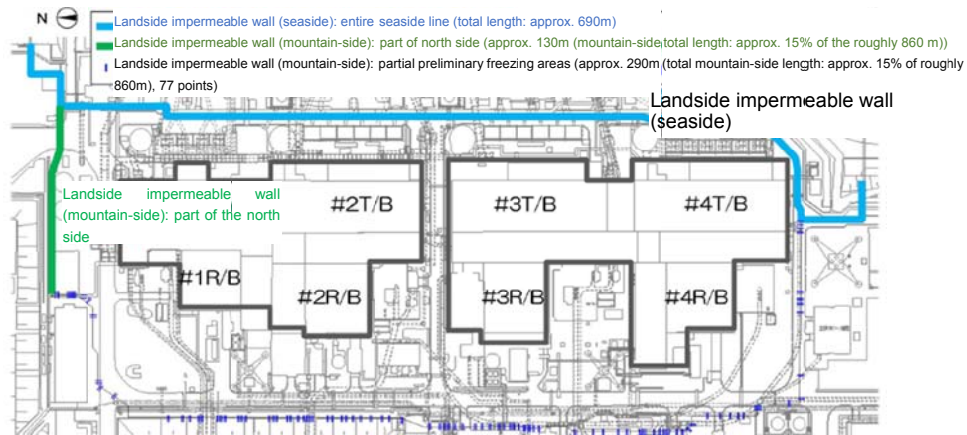 N
Landside impermeable wall (seaside): entire seaside line (total length: approx. 690m)
Landside impermeable wall (mountain-side): part of north side (approx. 130m (mountain-side total length: approx. 15% of the roughly 860 m))
Landside impermeable wall (mountain-side): partial preliminary freezing areas (approx. 290m (total mountain-side length: approx. 15% of roughly
860m), 77 points)
Landside impermeable wall
(seaside)
Landside impermeable wall
(mountain-side): part of the north
side
#2T/B
#3T/B
#4T/B
#1R/B
#2R/B
#3R/B
#4R/B